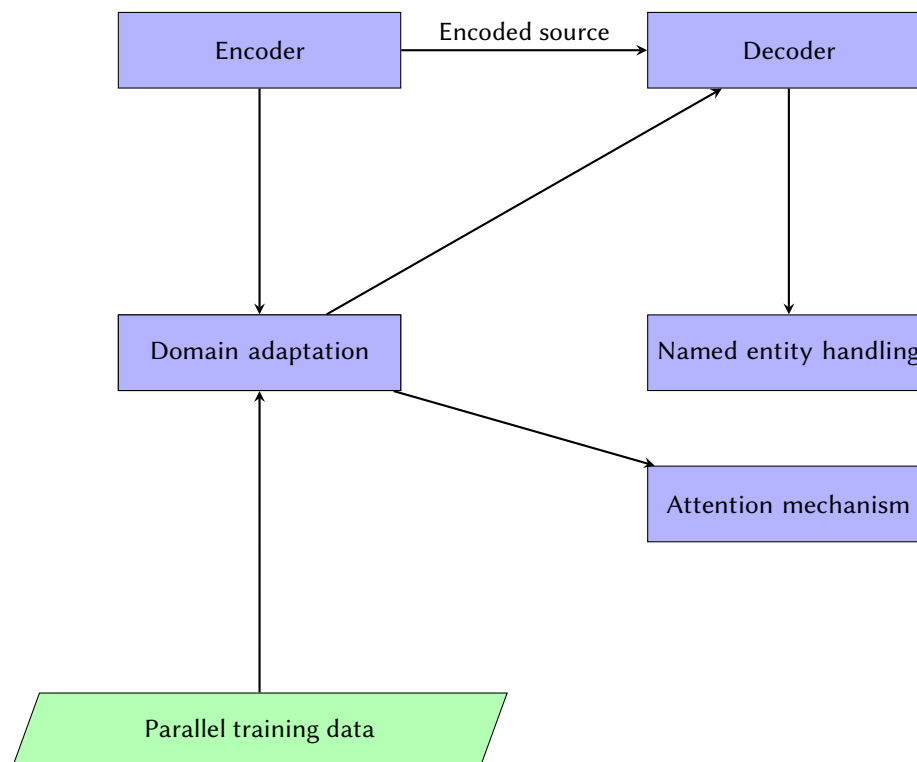 Encoder
Encoded source
Decoder
Domain adaptation
Named entity handling
Attention mechanism
Parallel training data